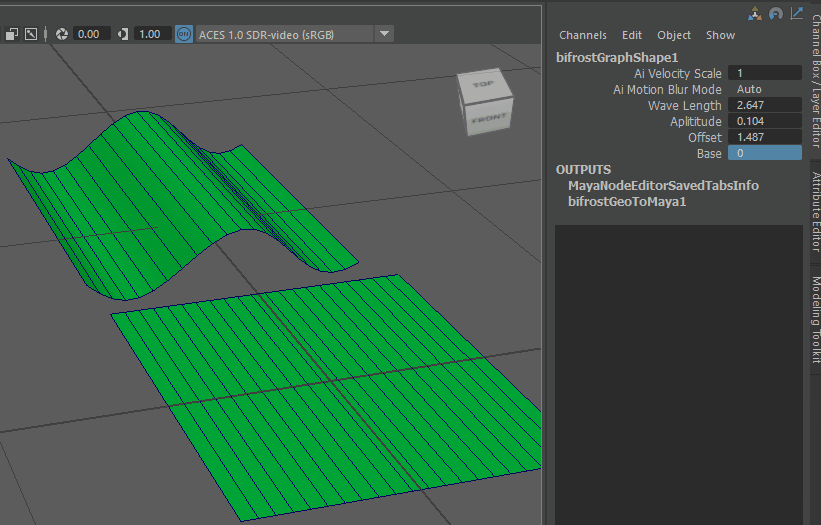 0.00 1.00 ON ACES 1.0 SDR-video (sRGB)
TOP
FRONT
Channels Edit Object Show
bifrostGraphShape1
Ai Velocity Scale 1
Ai Motion Blur Mode Auto
Wave Length 2.647
Aplititude 0.104
Offset 1.487
Base 0
OUTPUTS
MayaNodeEditorSavedTabsInfo
bifrostGeoToMaya1
Channel Box / Layer Editor
Attribute Editor
Modeling Toolkit